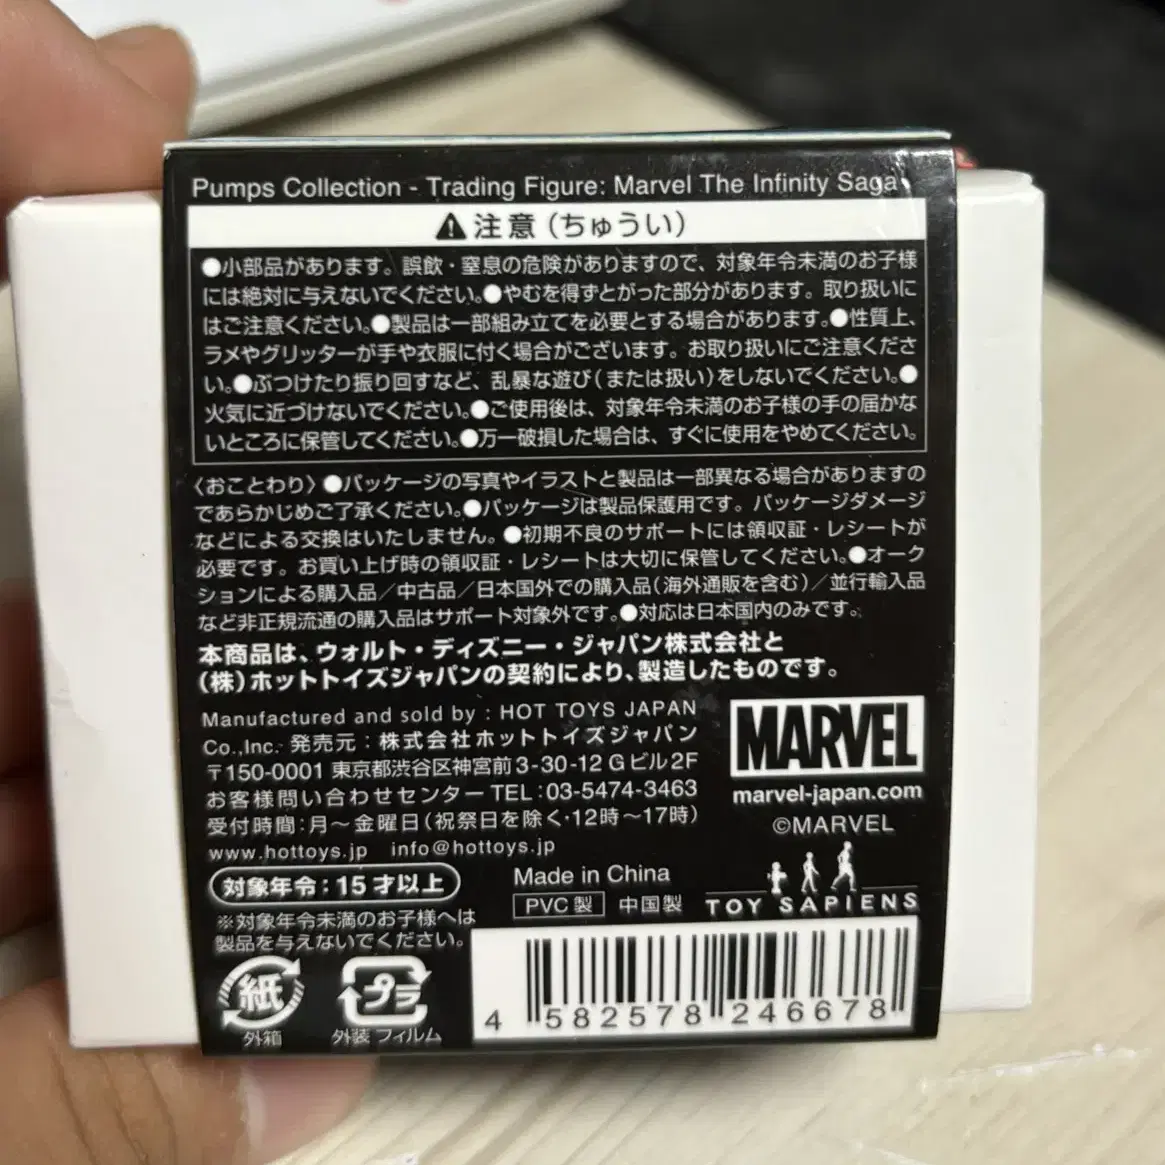 Pumps Collection - Trading Figure: Marvel The Infinity Saga
注意(ちゅうい)
●小部品があります。誤飲・窒息の危険がありますので、対象年令未満のお子様
には絶対に与えないでください。●やむを得ずとがった部分があります。取り扱いに
はご注意ください。●製品は一部組み立てを必要とする場合があります。●性質上、
ラメやグリッターが手や衣服に付く場合がございます。お取り扱いにご注意くださ
い。●ぶつけたり振り回すなど、乱暴な遊び(または扱い)をしないでください。●
火気に近づけないでください。●ご使用後は、対象年令未満のお子様の手の届かな
いところに保管してください。●万一破損した場合は、すぐに使用をやめてください。
〈おことわり〉●パッケージの写真やイラストと製品は一部異なる場合がありますの
であらかじめご了承ください。●パッケージは製品保護用です。パッケージダメージ
などによる交換はいたしません。●初期不良のサポートには領収証・レシートが
必要です。お買い上げ時の領収証・レシートは大切に保管してください。●オーク
ションによる購入品/中古品/日本国外での購入品(海外通販を含む)/並行輸入品
など非正規流通の購入品はサポート対象外です。●対応は日本国内のみです。
本商品は、ウォルト・ディズニー・ジャパン株式会社と
(株)ホットトイズジャパンの契約により、製造したものです。
Manufactured and sold by : HOT TOYS JAPAN
Co.,Inc. 発売元:株式会社ホットトイズジャパン
〒150-0001 東京都渋谷区神宮前3-30-12 Gビル2F
お客様問い合わせセンター TEL:03-5474-3463
受付時間:月～金曜日(祝祭日を除く・12時～17時)
www.hottoys.jp info@hottoys.jp
MARVEL
marvel-japan.com
©MARVEL
対象年令:15才以上
※対象年令未満のお子様へは
製品を与えないでください。
Made in China
PVC製 中国製
TOY SAPIENS
紙
外箱
プラ
外装 フィルム
4 582578 246678